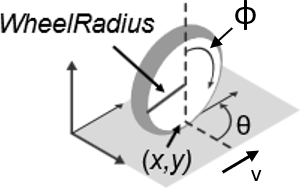 WheelRadius
ϕ
θ
(x,y)
v